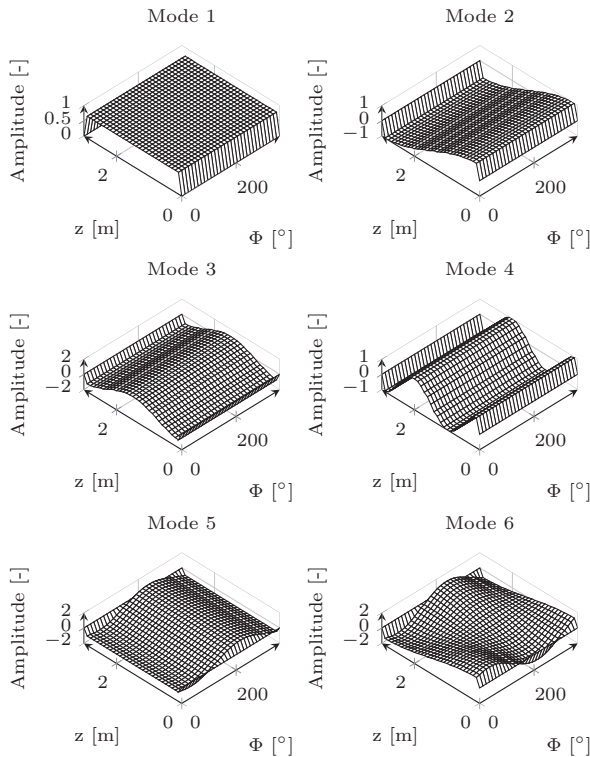 Mode 1
Amplitude [-]
1
0.5
0
2
0 0
200
z [m]
Φ [°]
Mode 2
Amplitude [-]
1
0
−1
2
0 0
200
z [m]
Φ [°]
Mode 3
Amplitude [-]
2
0
−2
2
0 0
200
z [m]
Φ [°]
Mode 4
Amplitude [-]
1
0
−1
2
0 0
200
z [m]
Φ [°]
Mode 5
Amplitude [-]
2
0
−2
2
0 0
200
z [m]
Φ [°]
Mode 6
Amplitude [-]
2
0
−2
2
0 0
200
z [m]
Φ [°]